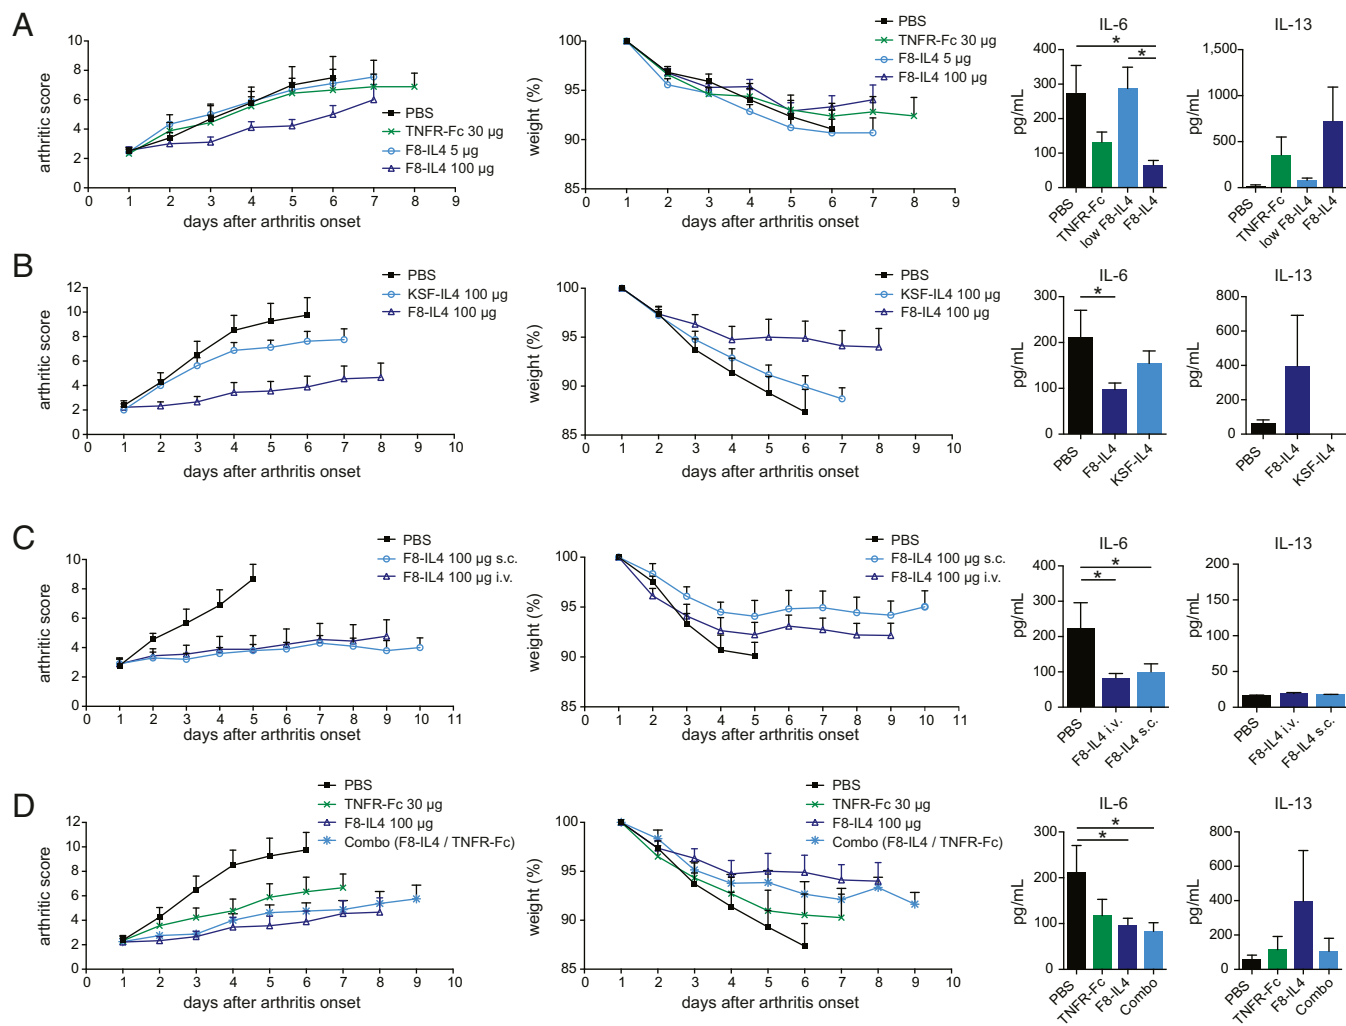 A
arthritic score
10
8
6
4
2
0
0 1 2 3 4 5 6 7 8 9
days after arthritis onset
PBS
TNFR-Fc 30 µg
F8-IL4 5 µg
F8-IL4 100 µg
weight (%)
100
95
90
85
0 1 2 3 4 5 6 7 8 9
days after arthritis onset
PBS
TNFR-Fc 30 µg
F8-IL4 5 µg
F8-IL4 100 µg
IL-6
pg/mL
400
300
200
100
0
* *
PBS
TNFR-Fc
low F8-IL4
F8-IL4
IL-13
pg/mL
1,500
1000
500
0
PBS
TNFR-Fc
low F8-IL4
F8-IL4
B
arthritic score
12
10
8
6
4
2
0
0 1 2 3 4 5 6 7 8 9 10
days after arthritis onset
PBS
KSF-IL4 100 µg
F8-IL4 100 µg
weight (%)
100
95
90
85
0 1 2 3 4 5 6 7 8 9 10
days after arthritis onset
PBS
KSF-IL4 100 µg
F8-IL4 100 µg
IL-6
pg/mL
300
200
100
0
*
PBS
F8-IL4
KSF-IL4
IL-13
pg/mL
800
600
400
200
0
PBS
F8-IL4
KSF-IL4
C
arthritic score
10
8
6
4
2
0
0 1 2 3 4 5 6 7 8 9 10 11
days after arthritis onset
PBS
F8-IL4 100 µg s.c.
F8-IL4 100 µg i.v.
weight (%)
100
95
90
85
0 1 2 3 4 5 6 7 8 9 10 11
days after arthritis onset
PBS
F8-IL4 100 µg s.c.
F8-IL4 100 µg i.v.
IL-6
pg/mL
400
300
200
100
0
* *
PBS
F8-IL4 i.v.
F8-IL4 s.c.
IL-13
pg/mL
200
150
100
50
0
PBS
F8-IL4 i.v.
F8-IL4 s.c.
D
arthritic score
12
10
8
6
4
2
0
0 1 2 3 4 5 6 7 8 9 10
days after arthritis onset
PBS
TNFR-Fc 30 µg
F8-IL4 100 µg
Combo (F8-IL4 / TNFR-Fc)
weight (%)
100
95
90
85
0 1 2 3 4 5 6 7 8 9 10
days after arthritis onset
PBS
TNFR-Fc 30 µg
F8-IL4 100 µg
Combo (F8-IL4 / TNFR-Fc)
IL-6
pg/mL
300
200
100
0
* *
PBS
TNFR-Fc
F8-IL4
Combo
IL-13
pg/mL
800
600
400
200
0
PBS
TNFR-Fc
F8-IL4
Combo